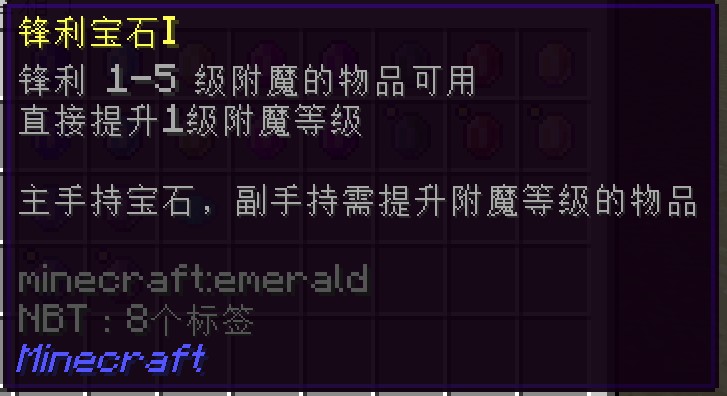 锋利宝石I
锋利 1-5 级附魔的物品可用
直接提升1级附魔等级
主手持宝石，副手持需提升附魔等级的物品
minecraft:emerald
NBT：8个标签
Minecraft